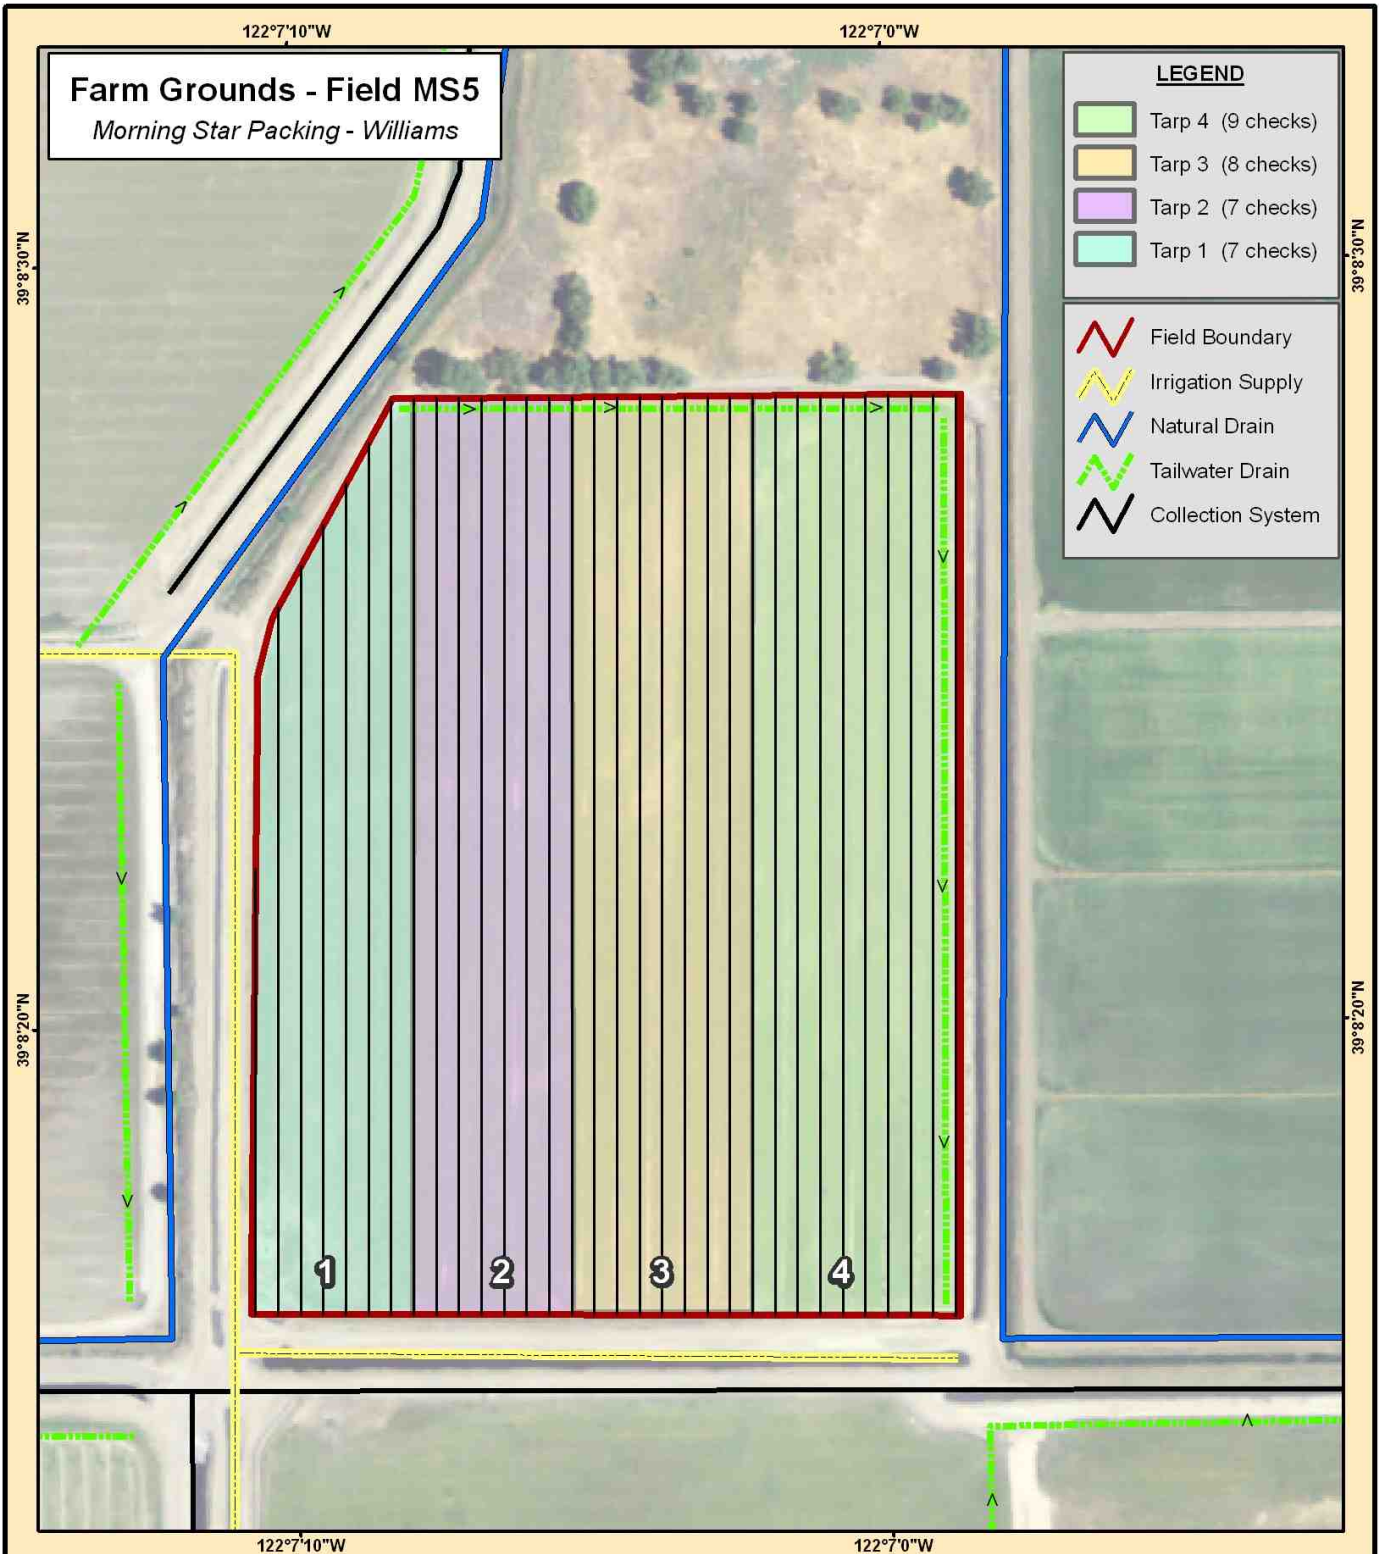 122°7'10"W
122°7'0"W
Farm Grounds - Field MS5
Morning Star Packing - Williams
LEGEND
Tarp 4 (9 checks)
Tarp 3 (8 checks)
Tarp 2 (7 checks)
Tarp 1 (7 checks)
Field Boundary
Irrigation Supply
Natural Drain
Tailwater Drain
Collection System
39°8'30"N
39°8'30"N
39°8'20"N
39°8'20"N
1
2
3
4
122°7'10"W
122°7'0"W